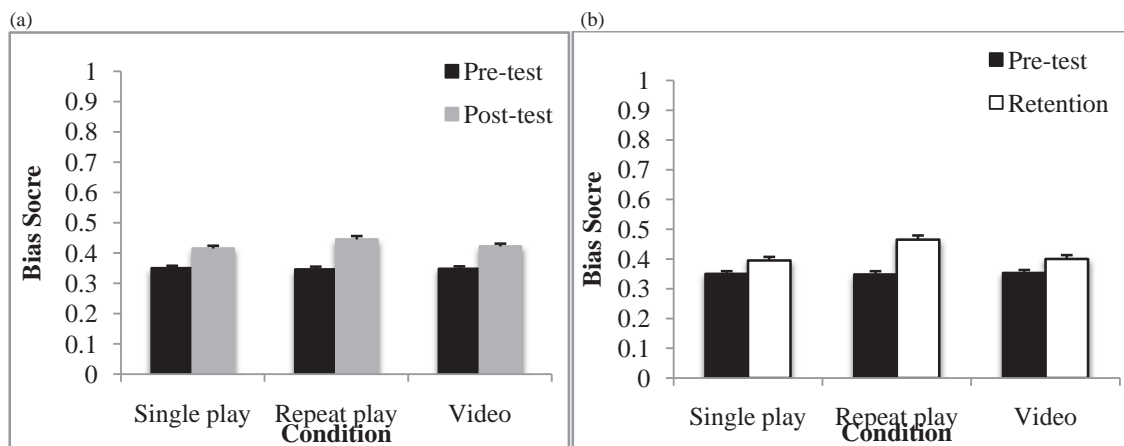 (a)
Pre-test
Post-test
1
0.9
0.8
0.7
0.6
0.5
0.4
0.3
0.2
0.1
0
Bias Socre
Single play
Repeat play
Video
Condition
(b)
Pre-test
Retention
1
0.9
0.8
0.7
0.6
0.5
0.4
0.3
0.2
0.1
0
Bias Socre
Single play
Repeat play
Video
Condition